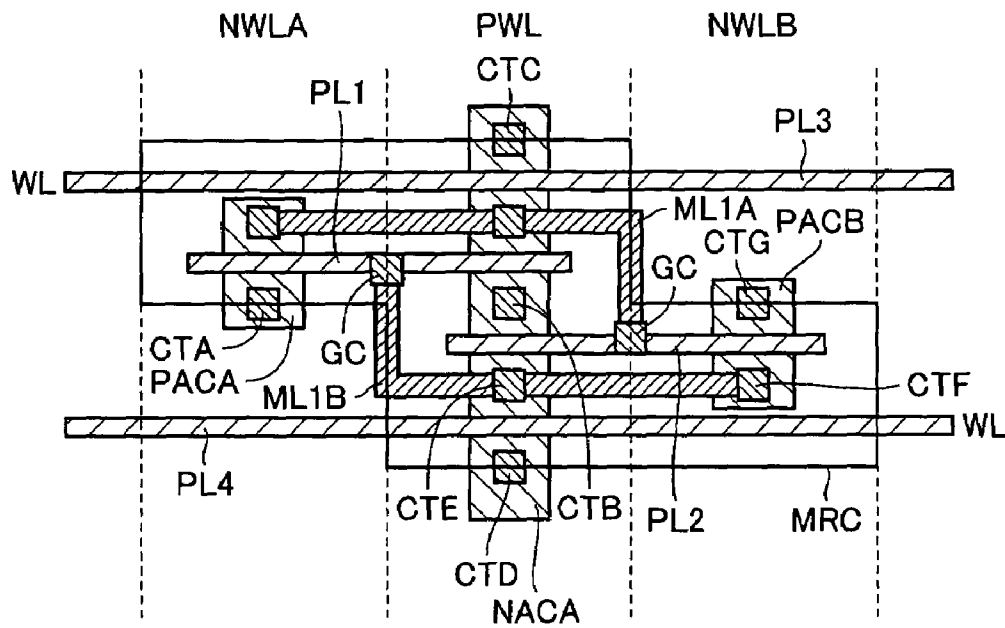 NWLA PWL NWLB
CTC
PL1 PL3
WL
ML1A PACB
CTG
GC
CTA GC
PACA ML1B CTF
WL
PL4 CTE CTB PL2 MRC
CTD NACA